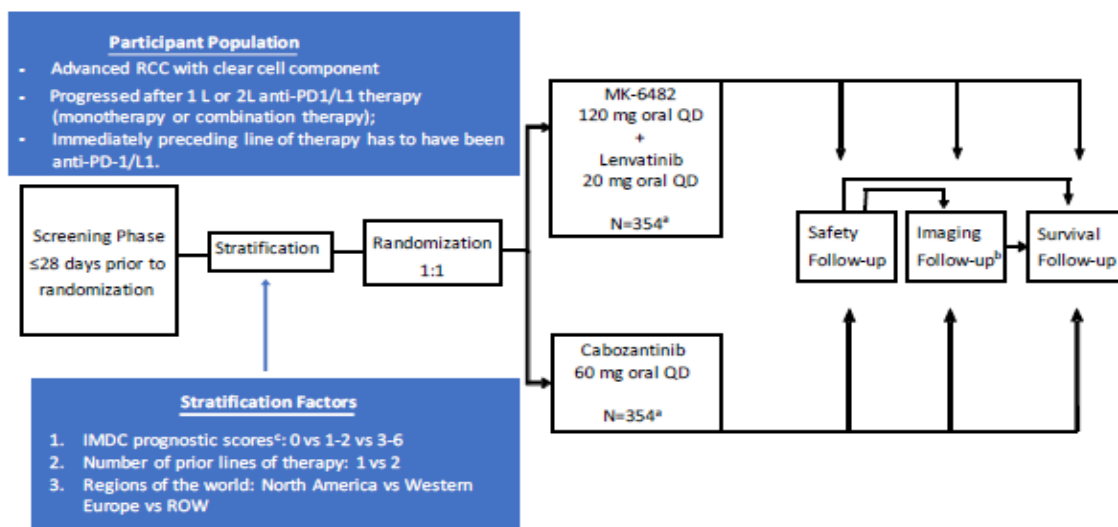 Participant Population
- Advanced RCC with clear cell component
- Progressed after 1 L or 2L anti-PD1/L1 therapy
(monotherapy or combination therapy);
- Immediately preceding line of therapy has to have been
anti-PD-1/L1.
Screening Phase
≤28 days prior to
randomization
Stratification
Randomization
1:1
MK-6482
120 mg oral QD
+
Lenvatinib
20 mg oral QD
N=354ᵃ
Cabozantinib
60 mg oral QD
N=354ᵃ
Safety
Follow-up
Imaging
Follow-upᵇ
Survival
Follow-up
Stratification Factors
1. IMDC prognostic scoresᶜ: 0 vs 1-2 vs 3-6
2. Number of prior lines of therapy: 1 vs 2
3. Regions of the world: North America vs Western
Europe vs ROW